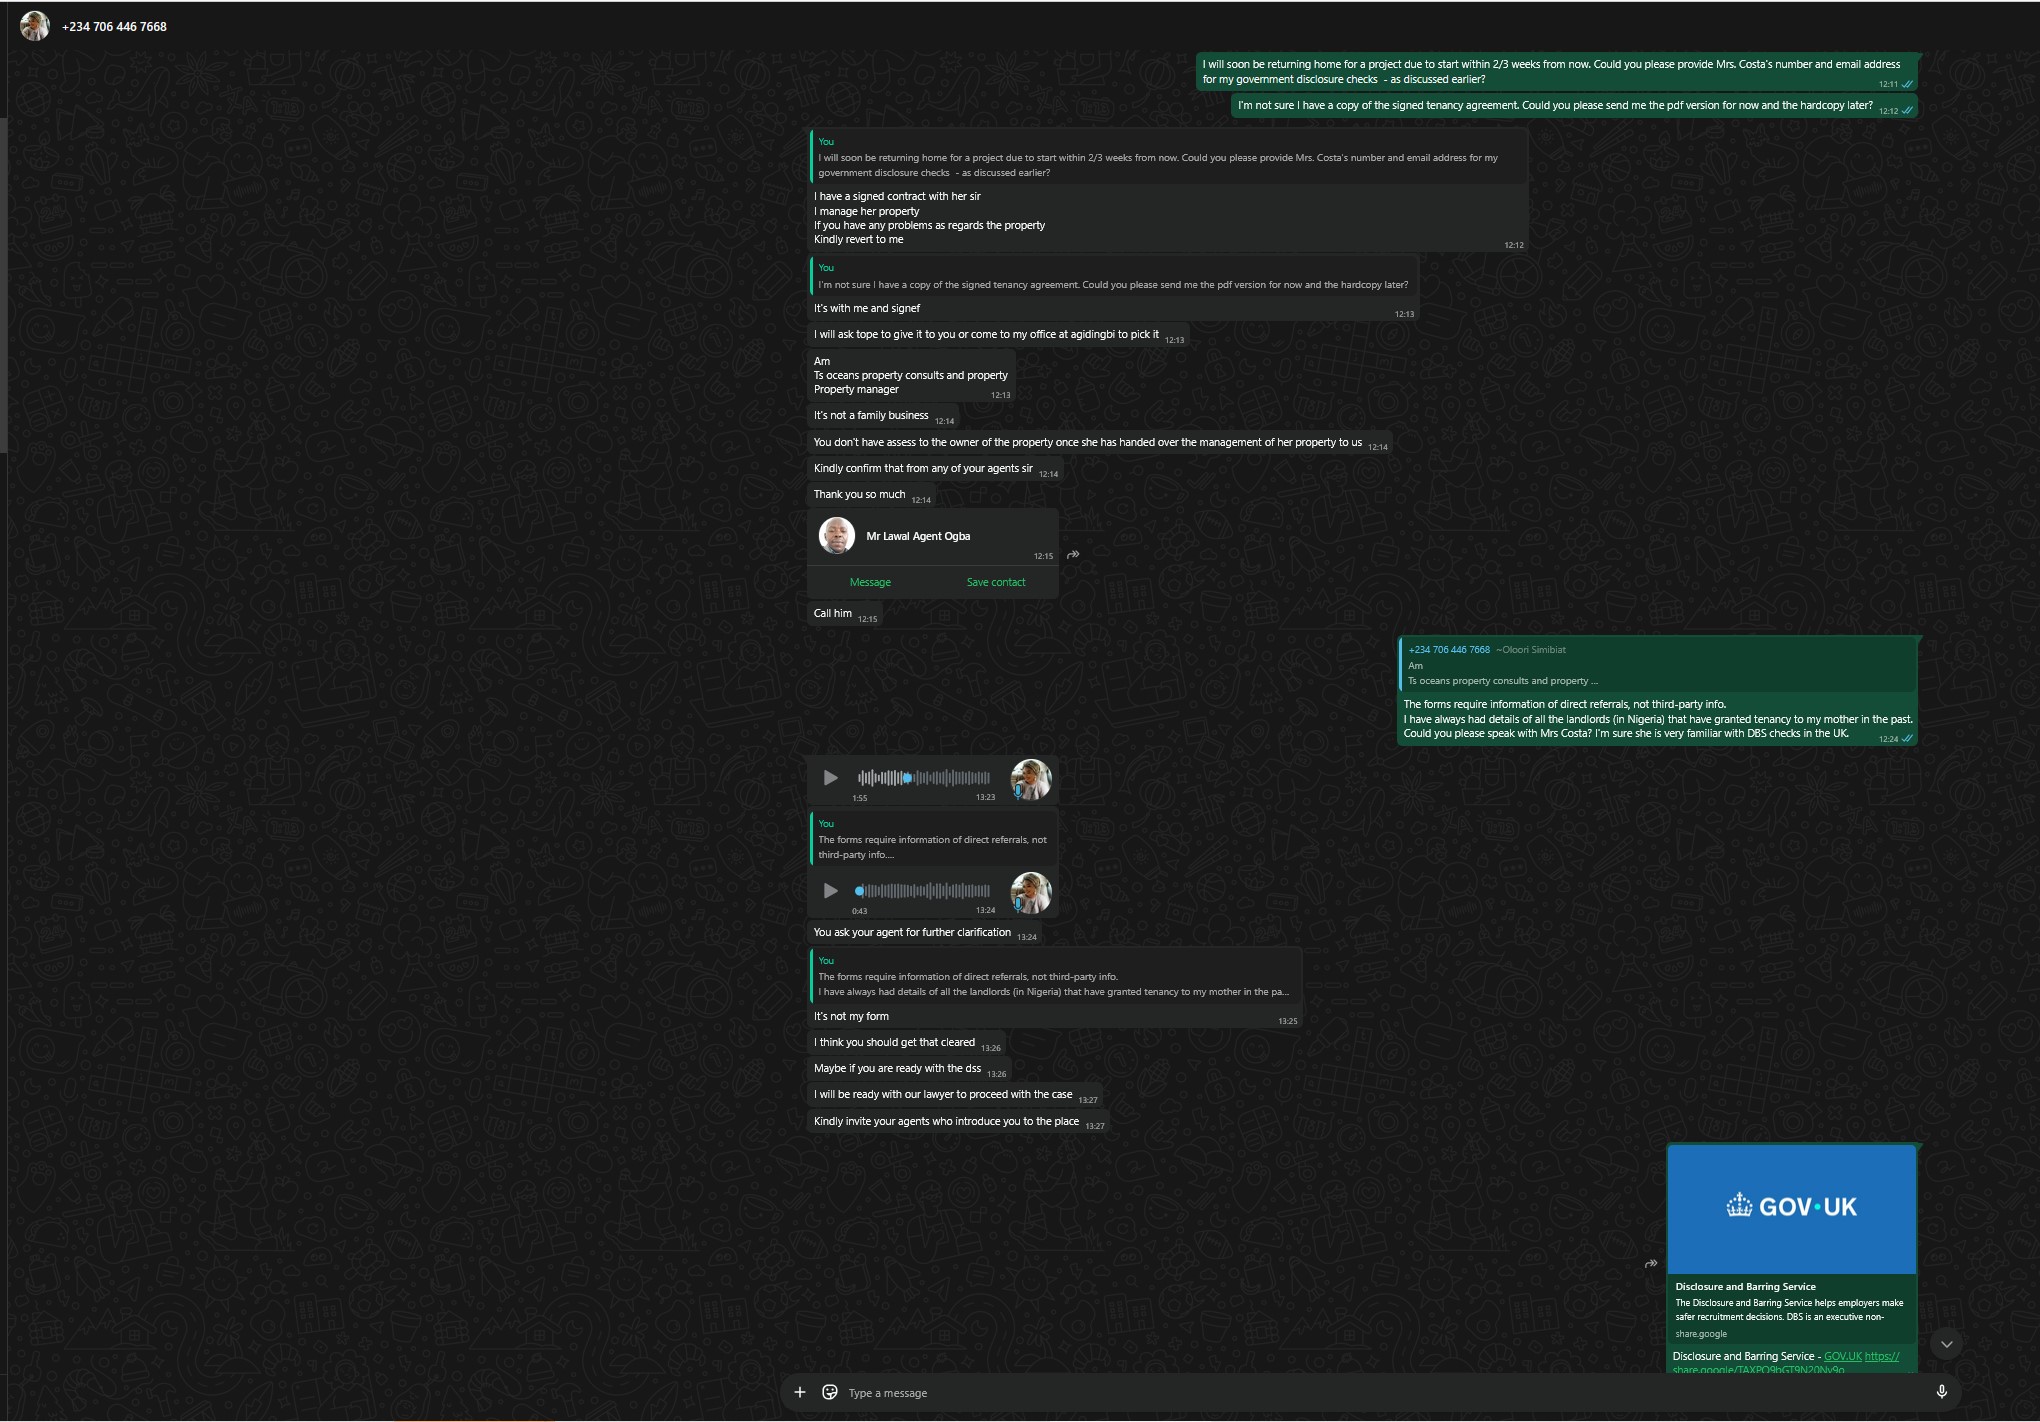 +234 706 446 7668
I will soon be returning home for a project due to start within 2/3 weeks from now. Could you please provide Mrs. Costa's number and email address
for my government disclosure checks - as discussed earlier?
12:11
I'm not sure I have a copy of the signed tenancy agreement. Could you please send me the pdf version for now and the hardcopy later?
12:12
You
I will soon be returning home for a project due to start within 2/3 weeks from now. Could you please provide Mrs. Costa's number and email address for my
government disclosure checks - as discussed earlier?
I have a signed contract with her sir
I manage her property
If you have any problems as regards the property
Kindly revert to me
12:12
You
I'm not sure I have a copy of the signed tenancy agreement. Could you please send me the pdf version for now and the hardcopy later?
It's with me and signef
12:13
I will ask tope to give it to you or come to my office at agidingbi to pick it
12:13
Am
Ts oceans property consults and property
Property manager
12:13
It's not a family business
12:14
You don't have assess to the owner of the property once she has handed over the management of her property to us
12:14
Kindly confirm that from any of your agents sir
12:14
Thank you so much
12:14
Mr Lawal Agent Ogba
12:15
Message Save contact
Call him
12:15
+234 706 446 7668 ~Oloori Simibiat
Am
Ts oceans property consults and property ...
The forms require information of direct referrals, not third-party info.
I have always had details of all the landlords (in Nigeria) that have granted tenancy to my mother in the past.
Could you please speak with Mrs Costa? I'm sure she is very familiar with DBS checks in the UK.
12:24
1:55 13:23
You
The forms require information of direct referrals, not
third-party info....
0:43 13:24
You ask your agent for further clarification
13:24
You
The forms require information of direct referrals, not third-party info.
I have always had details of all the landlords (in Nigeria) that have granted tenancy to my mother in the pa...
It's not my form
13:25
I think you should get that cleared
13:26
Maybe if you are ready with the dss
13:26
I will be ready with our lawyer to proceed with the case
13:27
Kindly invite your agents who introduce you to the place
13:27
GOV·UK
Disclosure and Barring Service
The Disclosure and Barring Service helps employers make
safer recruitment decisions. DBS is an executive non-
share.google
Disclosure and Barring Service - GOV.UK https://
Type a message